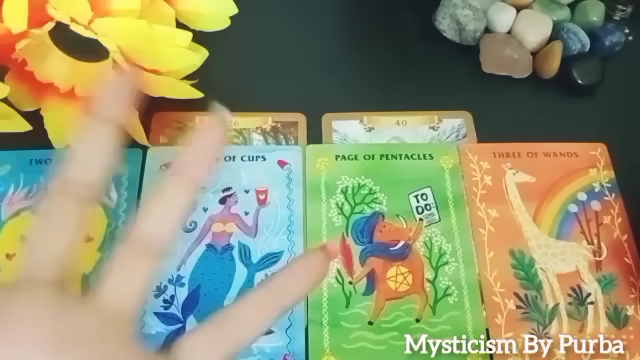 40
TWO
OF CUPS
PAGE OF PENTACLES
THREE OF WANDS
TO
DO
Mysticism By Purba